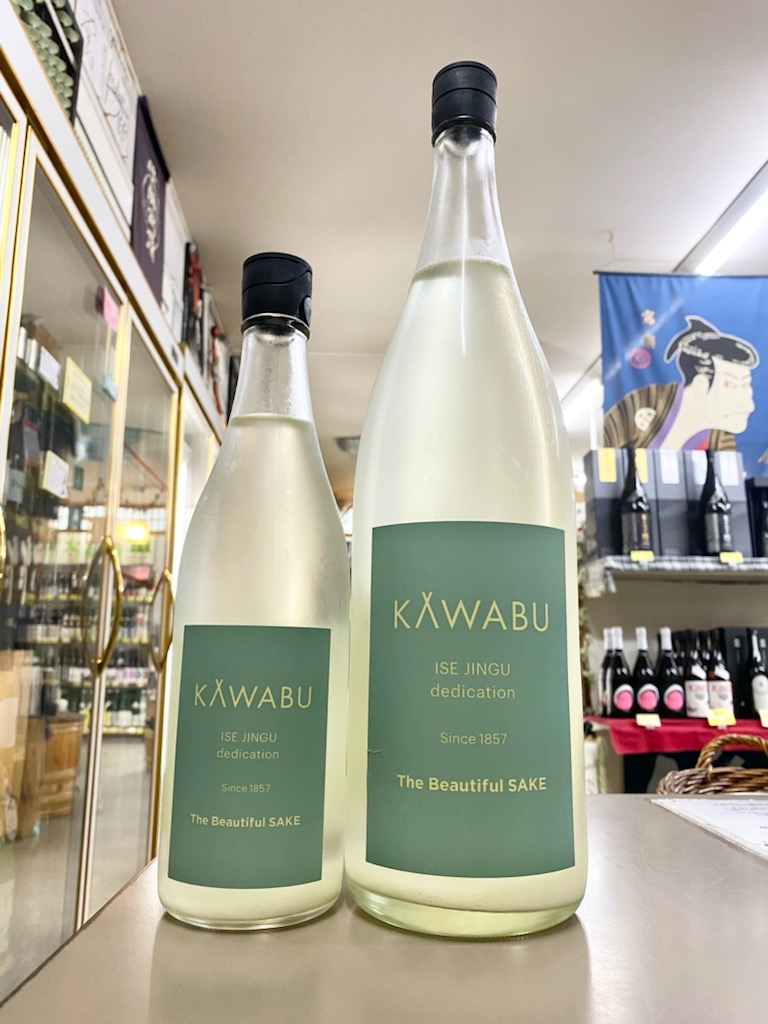 KAWABU
ISE JINGU
dedication
Since 1857
The Beautiful SAKE
KAWABU
ISE JINGU
dedication
Since 1857
The Beautiful SAKE